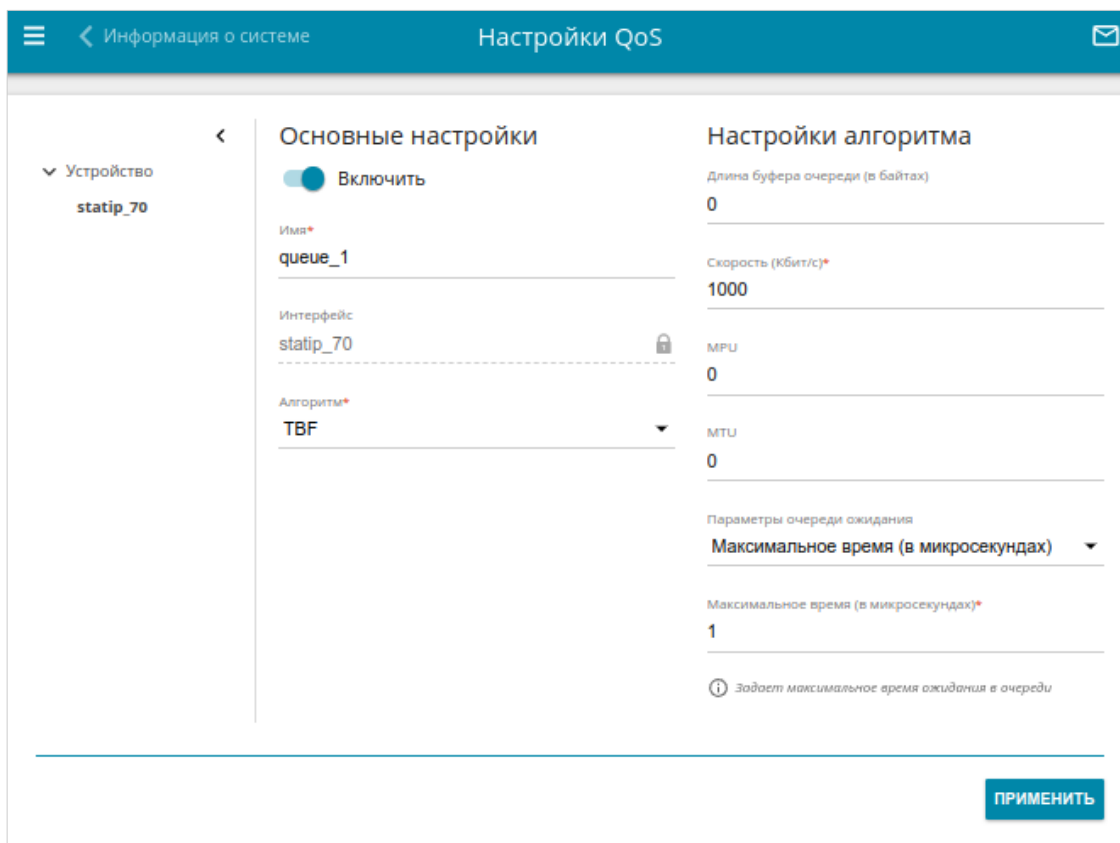 Информация о системе
Настройки QoS
Устройство
statip_70
Основные настройки
Включить
Имя*
queue_1
Интерфейс
statip_70
Алгоритм*
TBF
Настройки алгоритма
Длина буфера очереди (в байтах)
0
Скорость (Кбит/с)*
1000
MPU
0
MTU
0
Параметры очереди ожидания
Максимальное время (в микросекундах)
Максимальное время (в микросекундах)*
1
Задает максимальное время ожидания в очереди
ПРИМЕНИТЬ